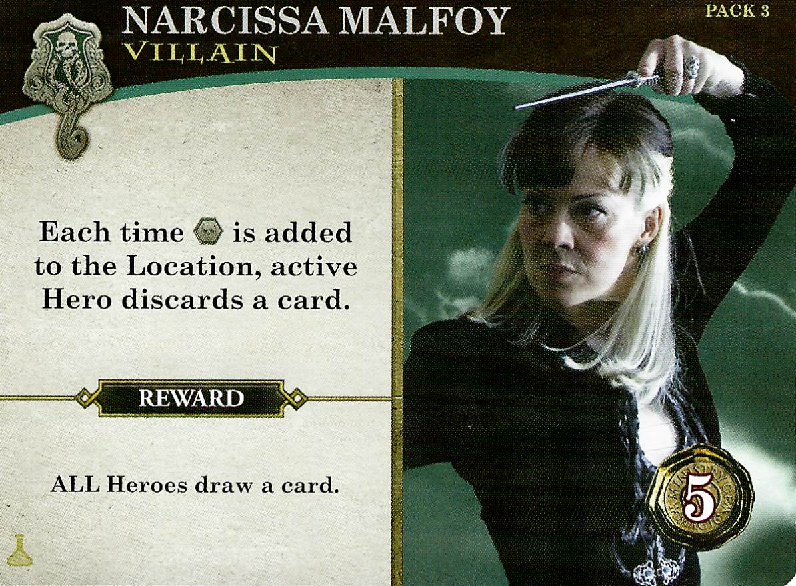 NARCISSA MALFOY
PACK 3
VILLAIN
Each time is added
to the Location, active
Hero discards a card.
REWARD
ALL Heroes draw a card.
5